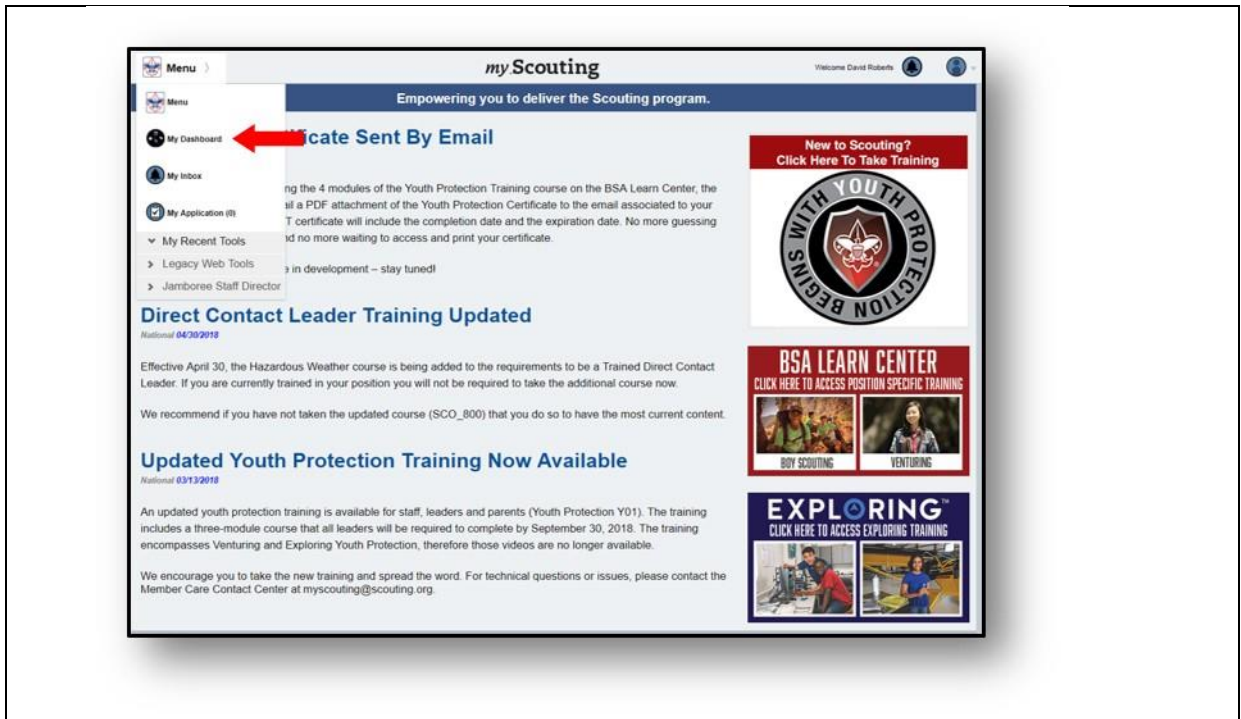 Menu
my.Scouting
Welcome David Roberts
Menu
My Dashboard
My Inbox
My Application (0)
My Recent Tools
Legacy Web Tools
Jamboree Staff Director
Empowering you to deliver the Scouting program.
ificate Sent By Email
ng the 4 modules of the Youth Protection Training course on the BSA Learn Center, the
ail a PDF attachment of the Youth Protection Certificate to the email associated to your
T certificate will include the completion date and the expiration date. No more guessing
nd no more waiting to access and print your certificate.
e in development – stay tuned!
Direct Contact Leader Training Updated
National 04/30/2018
Effective April 30, the Hazardous Weather course is being added to the requirements to be a Trained Direct Contact
Leader. If you are currently trained in your position you will not be required to take the additional course now.
We recommend if you have not taken the updated course (SCO_800) that you do so to have the most current content.
Updated Youth Protection Training Now Available
National 03/13/2018
An updated youth protection training is available for staff, leaders and parents (Youth Protection Y01). The training
includes a three-module course that all leaders will be required to complete by September 30, 2018. The training
encompasses Venturing and Exploring Youth Protection, therefore those videos are no longer available.
We encourage you to take the new training and spread the word. For technical questions or issues, please contact the
Member Care Contact Center at myscouting@scouting.org.
New to Scouting?
Click Here To Take Training
YOUTH PROTECTION
BEGINS WITH YOU
BSA LEARN CENTER
CLICK HERE TO ACCESS POSITION SPECIFIC TRAINING
BOY SCOUTING
VENTURING
EXPLORING™
CLICK HERE TO ACCESS EXPLORING TRAINING